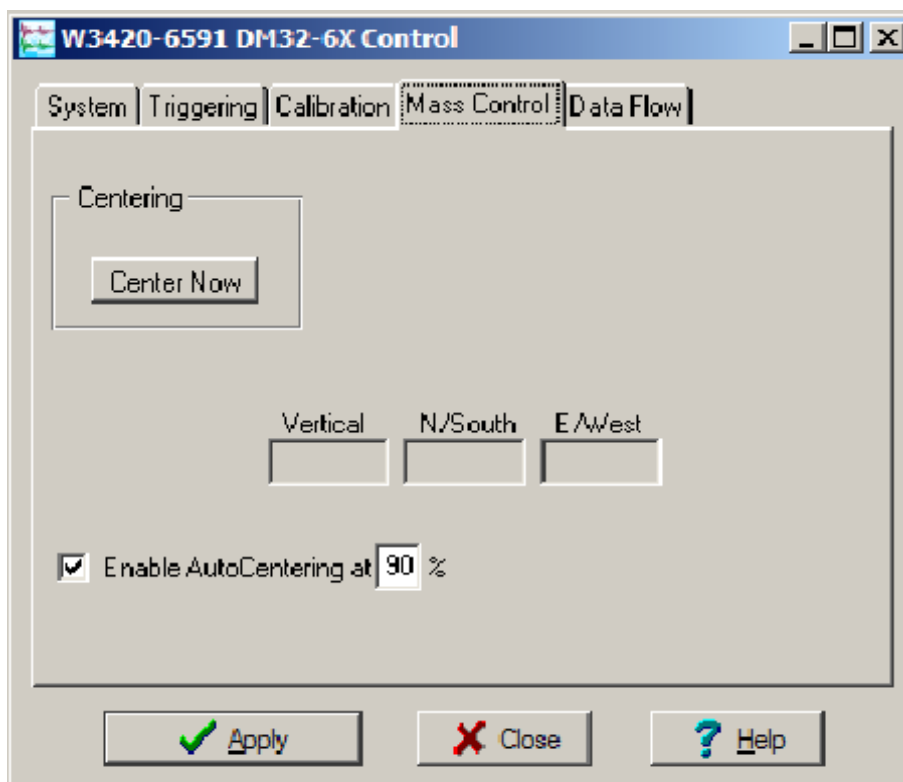 W3420-6591 DM32-6X Control
System Triggering Calibration Mass Control Data Flow
Centering
Center Now
Vertical N/South E/West
Enable AutoCentering at 90 %
Apply Close Help